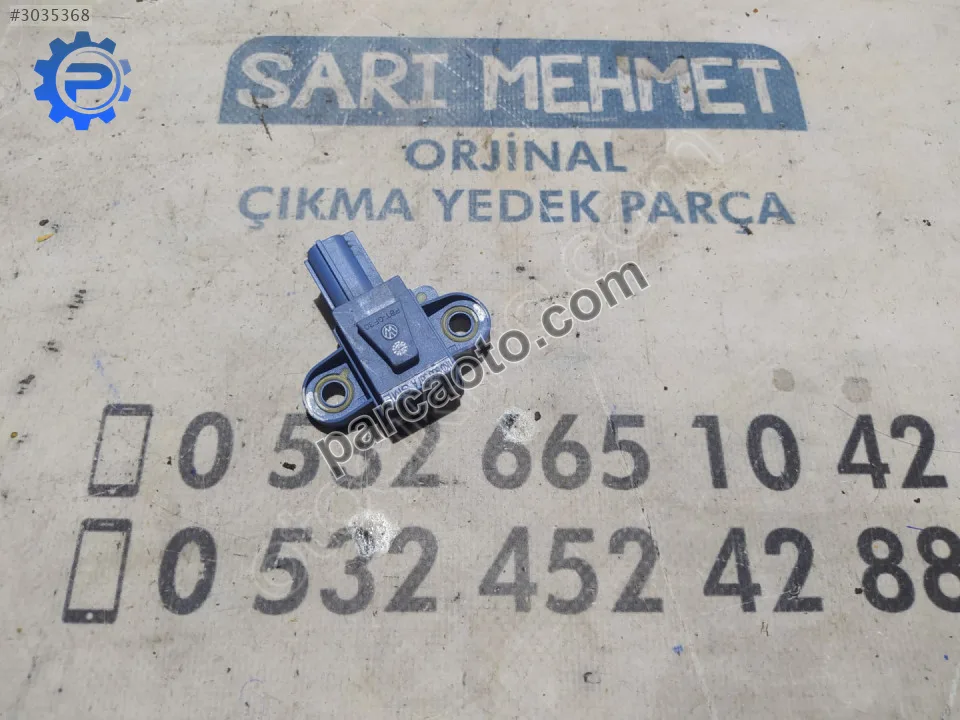 #3035368
SARI MEHMET
ORJİNAL
ÇIKMA YEDEK PARÇA
parcaoto.com
0 532 665 10 42
0 532 452 42 88